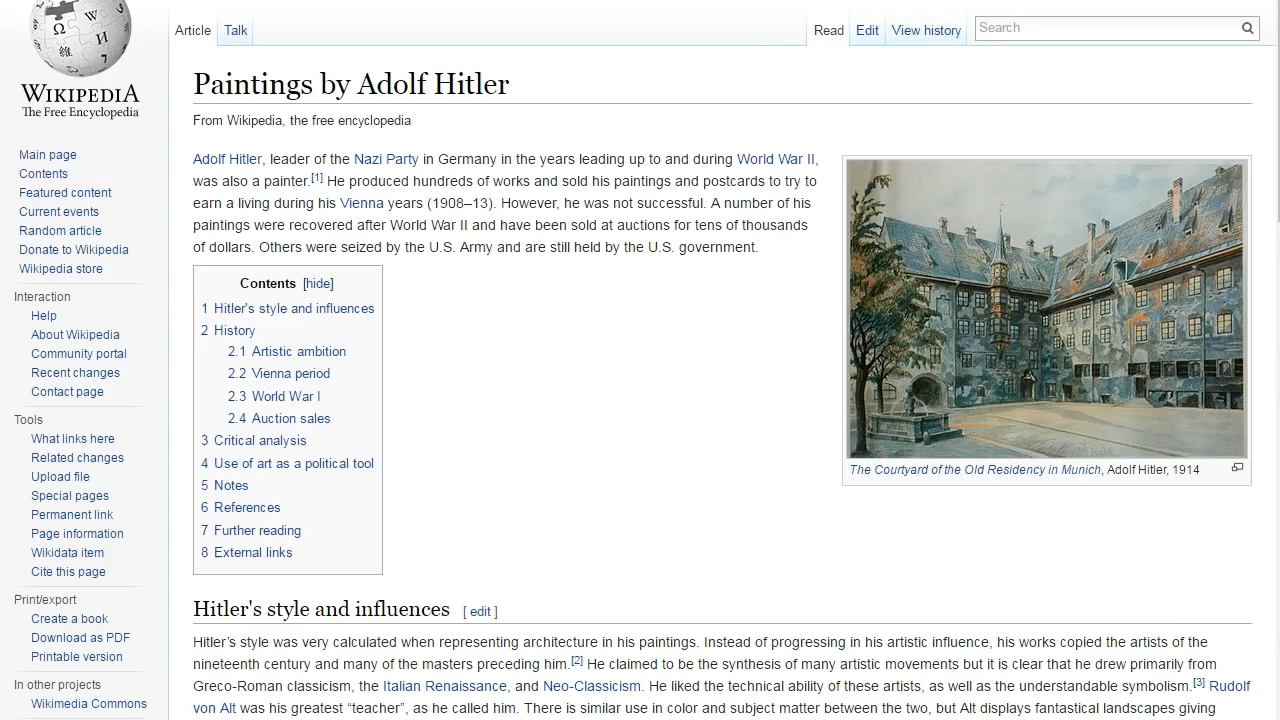 Article Talk Read Edit View history Search
WIKIPEDIA
The Free Encyclopedia
Main page
Contents
Featured content
Current events
Random article
Donate to Wikipedia
Wikipedia store
Interaction
Help
About Wikipedia
Community portal
Recent changes
Contact page
Tools
What links here
Related changes
Upload file
Special pages
Permanent link
Page information
Wikidata item
Cite this page
Print/export
Create a book
Download as PDF
Printable version
In other projects
Wikimedia Commons
Paintings by Adolf Hitler
From Wikipedia, the free encyclopedia
Adolf Hitler, leader of the Nazi Party in Germany in the years leading up to and during World War II,
was also a painter.[1] He produced hundreds of works and sold his paintings and postcards to try to
earn a living during his Vienna years (1908–13). However, he was not successful. A number of his
paintings were recovered after World War II and have been sold at auctions for tens of thousands
of dollars. Others were seized by the U.S. Army and are still held by the U.S. government.
The Courtyard of the Old Residency in Munich, Adolf Hitler, 1914
Contents [hide]
1 Hitler's style and influences
2 History
2.1 Artistic ambition
2.2 Vienna period
2.3 World War I
2.4 Auction sales
3 Critical analysis
4 Use of art as a political tool
5 Notes
6 References
7 Further reading
8 External links
Hitler's style and influences [ edit ]
Hitler’s style was very calculated when representing architecture in his paintings. Instead of progressing in his artistic influence, his works copied the artists of the
nineteenth century and many of the masters preceding him.[2] He claimed to be the synthesis of many artistic movements but it is clear that he drew primarily from
Greco-Roman classicism, the Italian Renaissance, and Neo-Classicism. He liked the technical ability of these artists, as well as the understandable symbolism.[3] Rudolf
von Alt was his greatest “teacher”, as he called him. There is similar use in color and subject matter between the two, but Alt displays fantastical landscapes giving